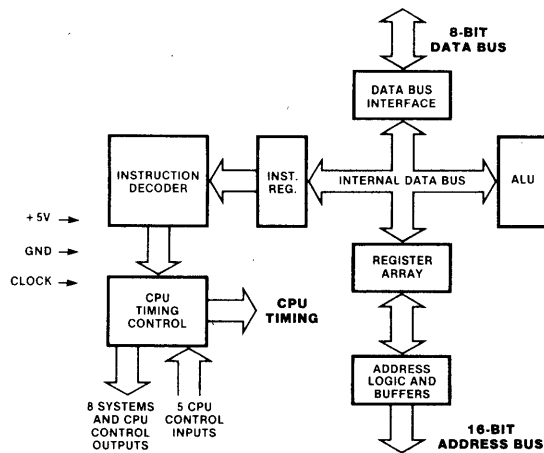 8-BIT
DATA BUS
DATA BUS
INTERFACE
INSTRUCTION
DECODER
INST.
REG.
INTERNAL DATA BUS
ALU
+5V
GND
CLOCK
REGISTER
ARRAY
CPU
TIMING
CONTROL
CPU
TIMING
ADDRESS
LOGIC AND
BUFFERS
8 SYSTEMS
AND CPU
CONTROL
OUTPUTS
5 CPU
CONTROL
INPUTS
16-BIT
ADDRESS BUS